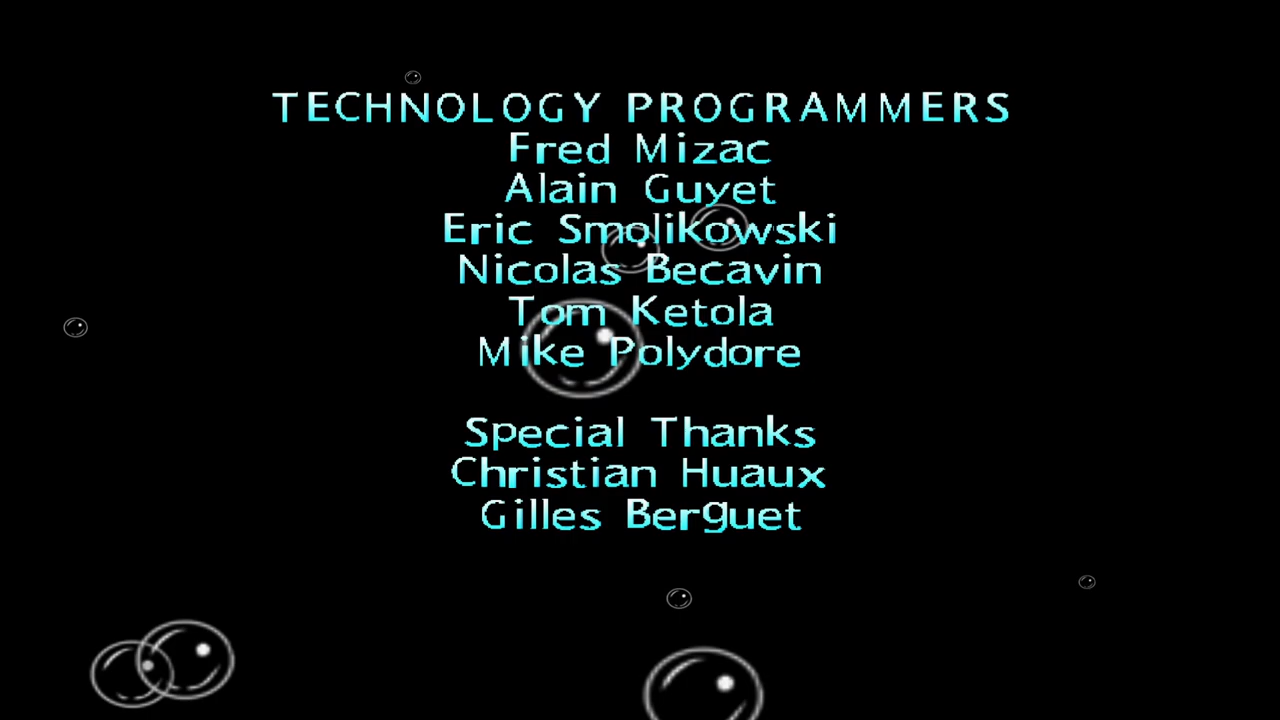 TECHNOLOGY PROGRAMMERS
Fred Mizac
Alain Guyet
Eric Smolikowski
Nicolas Becavin
Tom Ketola
Mike Polydore
Special Thanks
Christian Huaux
Gilles Berguet